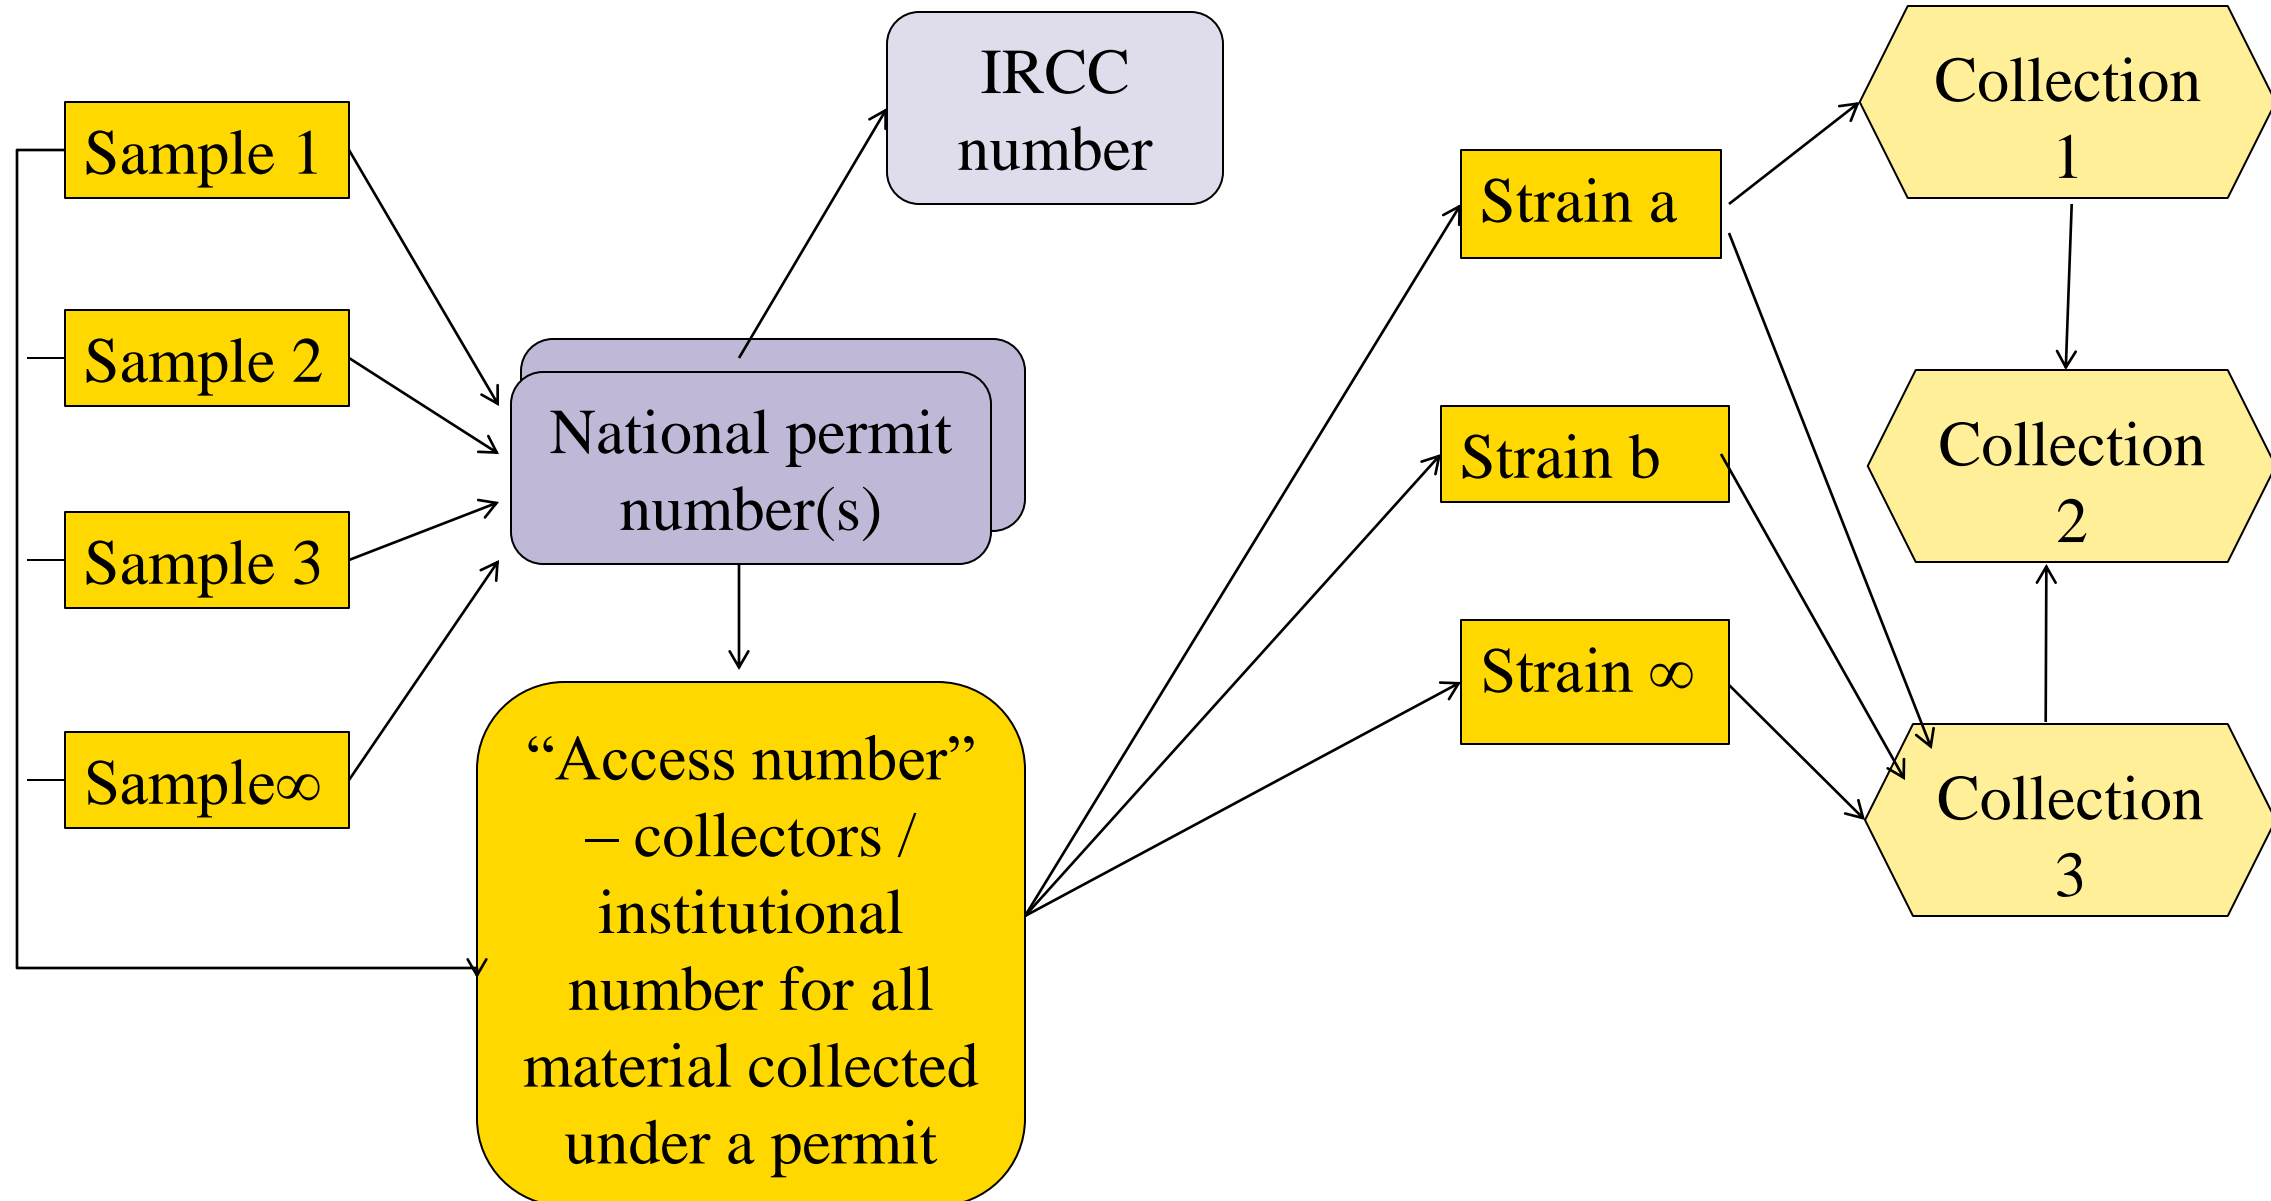 Sample 1
Sample 2
Sample 3
Sample∞
IRCC
number
National permit
number(s)
“Access number”
– collectors /
institutional
number for all
material collected
under a permit
Strain a
Strain b
Strain ∞
Collection
1
Collection
2
Collection
3